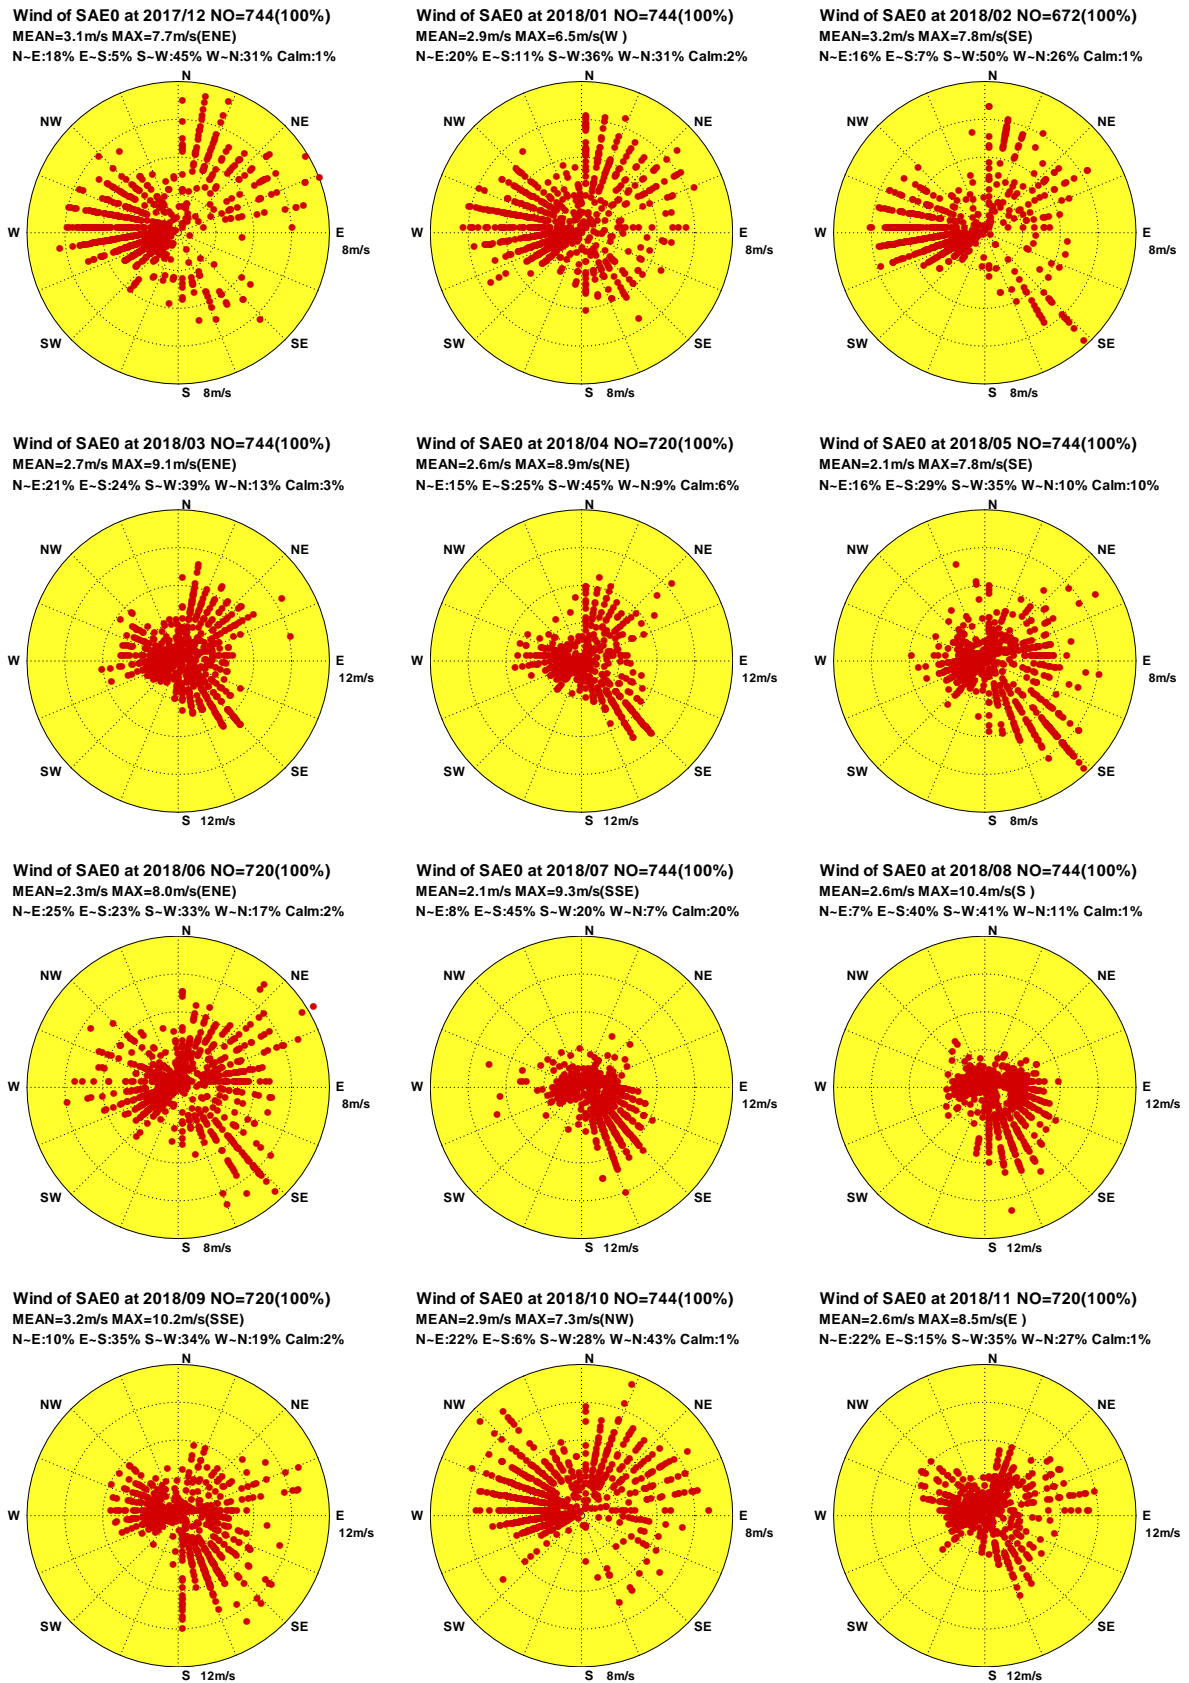 Wind of SAE0 at 2017/12 NO=744(100%)
MEAN=3.1m/s MAX=7.7m/s(ENE)
N~E:18% E~S:5% S~W:45% W~N:31% Calm:1%
N
NW
NE
W
E
8m/s
SW
SE
S 8m/s
Wind of SAE0 at 2018/01 NO=744(100%)
MEAN=2.9m/s MAX=6.5m/s(W )
N~E:20% E~S:11% S~W:36% W~N:31% Calm:2%
N
NW
NE
W
E
8m/s
SW
SE
S 8m/s
Wind of SAE0 at 2018/02 NO=672(100%)
MEAN=3.2m/s MAX=7.8m/s(SE)
N~E:16% E~S:7% S~W:50% W~N:26% Calm:1%
N
NW
NE
W
E
8m/s
SW
SE
S 8m/s
Wind of SAE0 at 2018/03 NO=744(100%)
MEAN=2.7m/s MAX=9.1m/s(ENE)
N~E:21% E~S:24% S~W:39% W~N:13% Calm:3%
N
NW
NE
W
E
12m/s
SW
SE
S 12m/s
Wind of SAE0 at 2018/04 NO=720(100%)
MEAN=2.6m/s MAX=8.9m/s(NE)
N~E:15% E~S:25% S~W:45% W~N:9% Calm:6%
N
NW
NE
W
E
12m/s
SW
SE
S 12m/s
Wind of SAE0 at 2018/05 NO=744(100%)
MEAN=2.1m/s MAX=7.8m/s(SE)
N~E:16% E~S:29% S~W:35% W~N:10% Calm:10%
N
NW
NE
W
E
8m/s
SW
SE
S 8m/s
Wind of SAE0 at 2018/06 NO=720(100%)
MEAN=2.3m/s MAX=8.0m/s(ENE)
N~E:25% E~S:23% S~W:33% W~N:17% Calm:2%
N
NW
NE
W
E
8m/s
SW
SE
S 8m/s
Wind of SAE0 at 2018/07 NO=744(100%)
MEAN=2.1m/s MAX=9.3m/s(SSE)
N~E:8% E~S:45% S~W:20% W~N:7% Calm:20%
N
NW
NE
W
E
12m/s
SW
SE
S 12m/s
Wind of SAE0 at 2018/08 NO=744(100%)
MEAN=2.6m/s MAX=10.4m/s(S )
N~E:7% E~S:40% S~W:41% W~N:11% Calm:1%
N
NW
NE
W
E
12m/s
SW
SE
S 12m/s
Wind of SAE0 at 2018/09 NO=720(100%)
MEAN=3.2m/s MAX=10.2m/s(SSE)
N~E:10% E~S:35% S~W:34% W~N:19% Calm:2%
N
NW
NE
W
E
12m/s
SW
SE
S 12m/s
Wind of SAE0 at 2018/10 NO=744(100%)
MEAN=2.9m/s MAX=7.3m/s(NW)
N~E:22% E~S:6% S~W:28% W~N:43% Calm:1%
N
NW
NE
W
E
8m/s
SW
SE
S 8m/s
Wind of SAE0 at 2018/11 NO=720(100%)
MEAN=2.6m/s MAX=8.5m/s(E )
N~E:22% E~S:15% S~W:35% W~N:27% Calm:1%
N
NW
NE
W
E
12m/s
SW
SE
S 12m/s